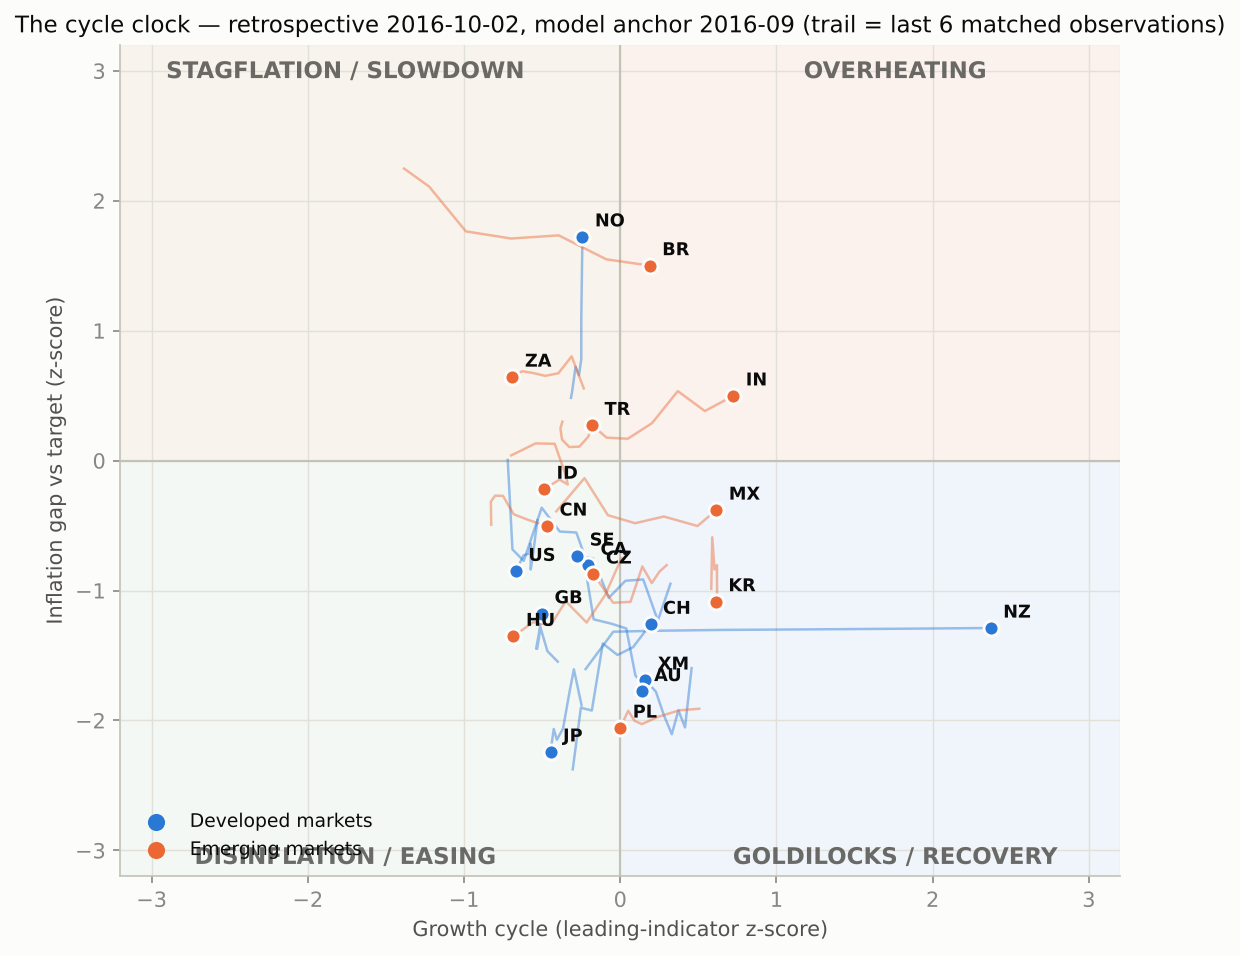 The cycle clock — retrospective 2016-10-02, model anchor 2016-09 (trail = last 6 matched observations)
STAGFLATION / SLOWDOWN
OVERHEATING
3
2
1
0
−1
−2
−3
Inflation gap vs target (z-score)
NO
BR
ZA
IN
TR
ID
MX
CN
SE
CA
US
CZ
KR
GB
CH
NZ
HU
XM
AU
PL
JP
Developed markets
Emerging markets
DISINFLATION / EASING
GOLDILOCKS / RECOVERY
−3
−2
−1
0
1
2
3
Growth cycle (leading-indicator z-score)